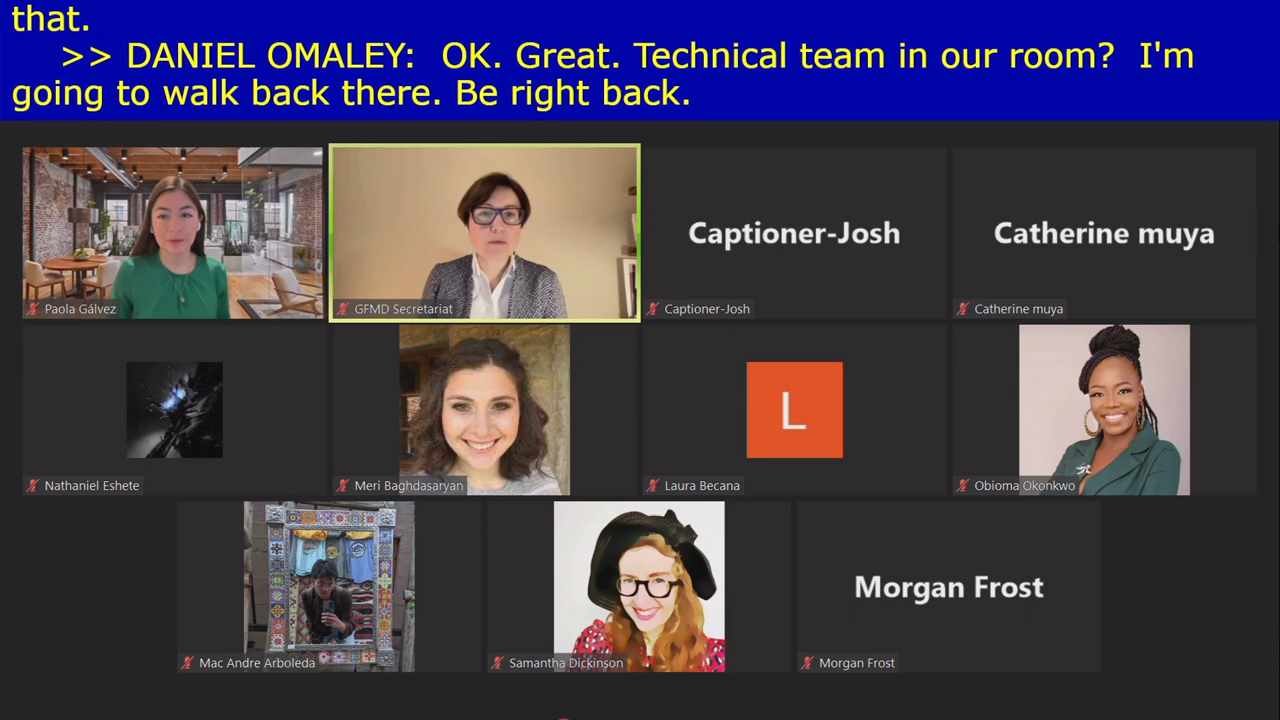 that.
>> DANIEL OMALEY:  OK. Great. Technical team in our room?  I'm
going to walk back there. Be right back.
Paola Gálvez
GFMD Secretariat
Captioner-Josh
Captioner-Josh
Catherine muya
Catherine muya
Nathaniel Eshete
Meri Baghdasaryan
L
Laura Becana
Obioma Okonkwo
Mac Andre Arboleda
Samantha Dickinson
Morgan Frost
Morgan Frost